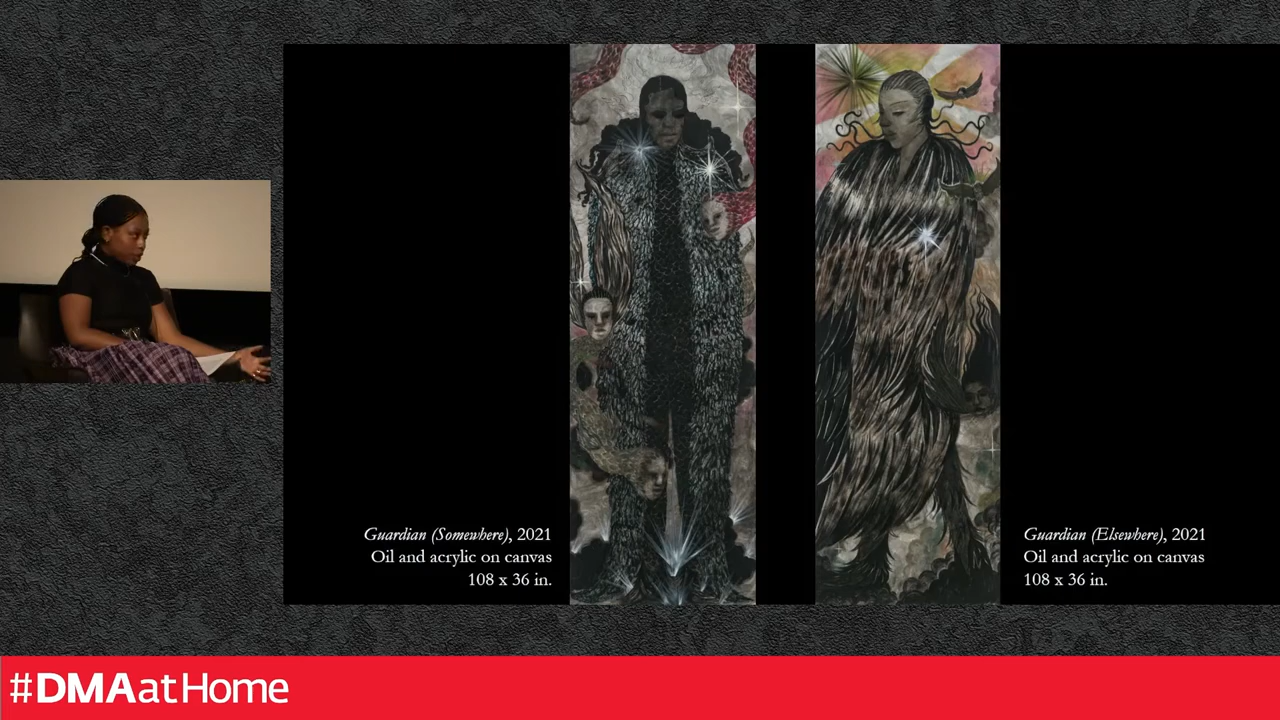 Guardian (Somewhere), 2021
Oil and acrylic on canvas
108 x 36 in.
Guardian (Elsewhere), 2021
Oil and acrylic on canvas
108 x 36 in.
#DMAatHome